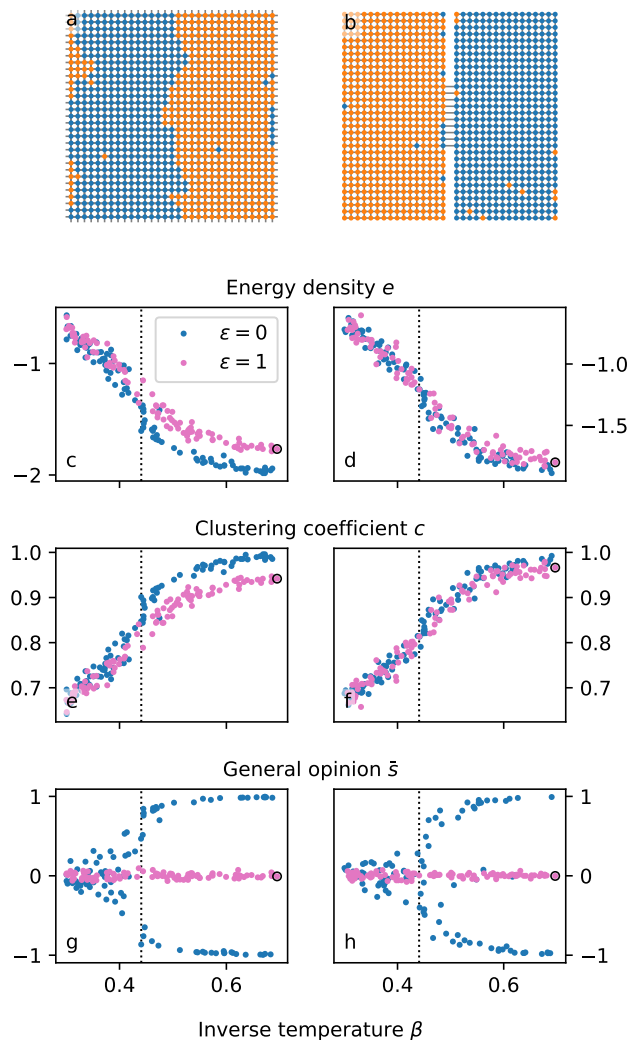 a b
Energy density e
−1
−2
ε = 0
ε = 1
c
d
−1.0
−1.5
Clustering coefficient c
1.0
0.9
0.8
0.7
e
f
1.0
0.9
0.8
0.7
General opinion s̄
1
0
−1
g
h
1
0
−1
0.4 0.6 0.4 0.6
Inverse temperature β